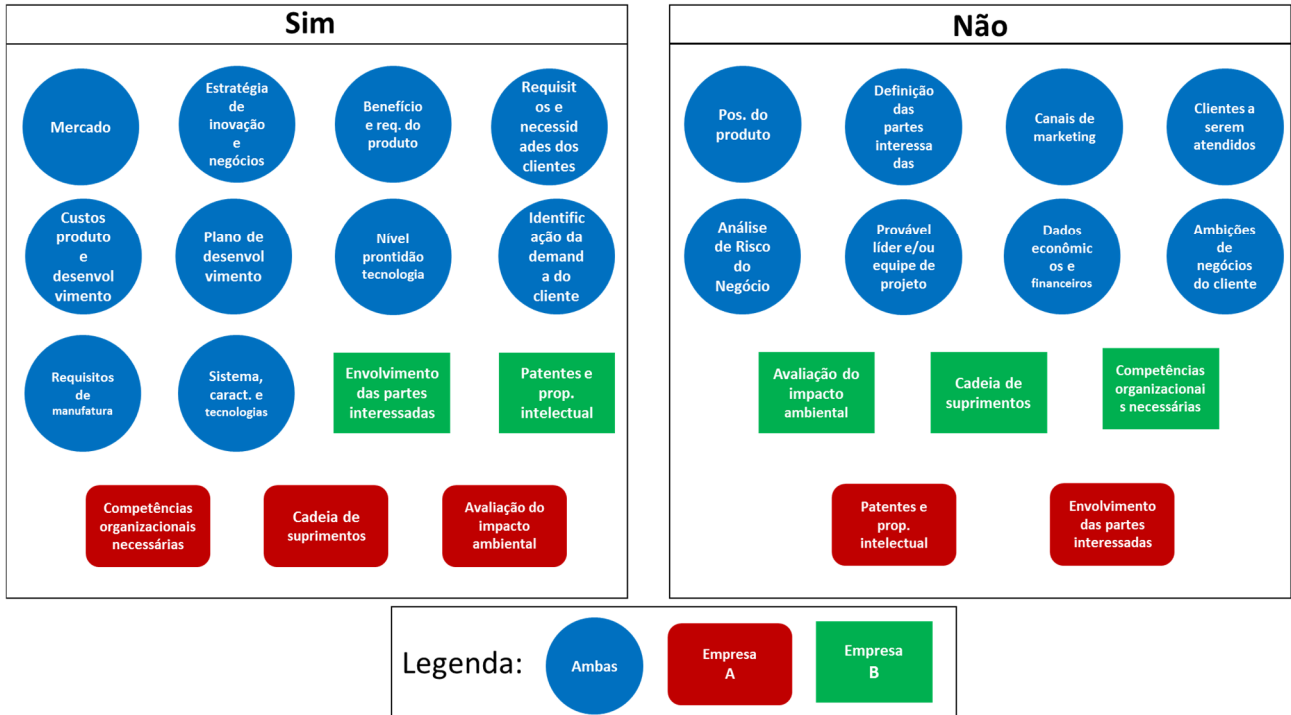 Sim
Mercado
Estratégia
de
inovação
e
negócios
Benefício
e req. do
produto
Requisit
os e
necessid
ades dos
clientes
Custos
produto
e
desenvol
vimento
Plano de
desenvol
vimento
Nível
prontidão
tecnologia
Identific
ação da
demand
a do
cliente
Requisitos
de
manufatura
Sistema,
caract. e
tecnologias
Envolvimento
das partes
interessadas
Patentes e
prop.
intelectual
Competências
organizacionais
necessárias
Cadeia de
suprimentos
Avaliação do
impacto
ambiental
Não
Pos. do
produto
Definição
das
partes
interessa
das
Canais de
marketing
Clientes a
serem
atendidos
Análise
de Risco
do
Negócio
Provável
líder e/ou
equipe de
projeto
Dados
econômic
os e
financeiros
Ambições
de
negócios
do cliente
Avaliação do
impacto
ambiental
Cadeia de
suprimentos
Competências
organizacionai
s necessárias
Patentes e
prop.
intelectual
Envolvimento
das partes
interessadas
Legenda:
Ambas
Empresa
A
Empresa
B